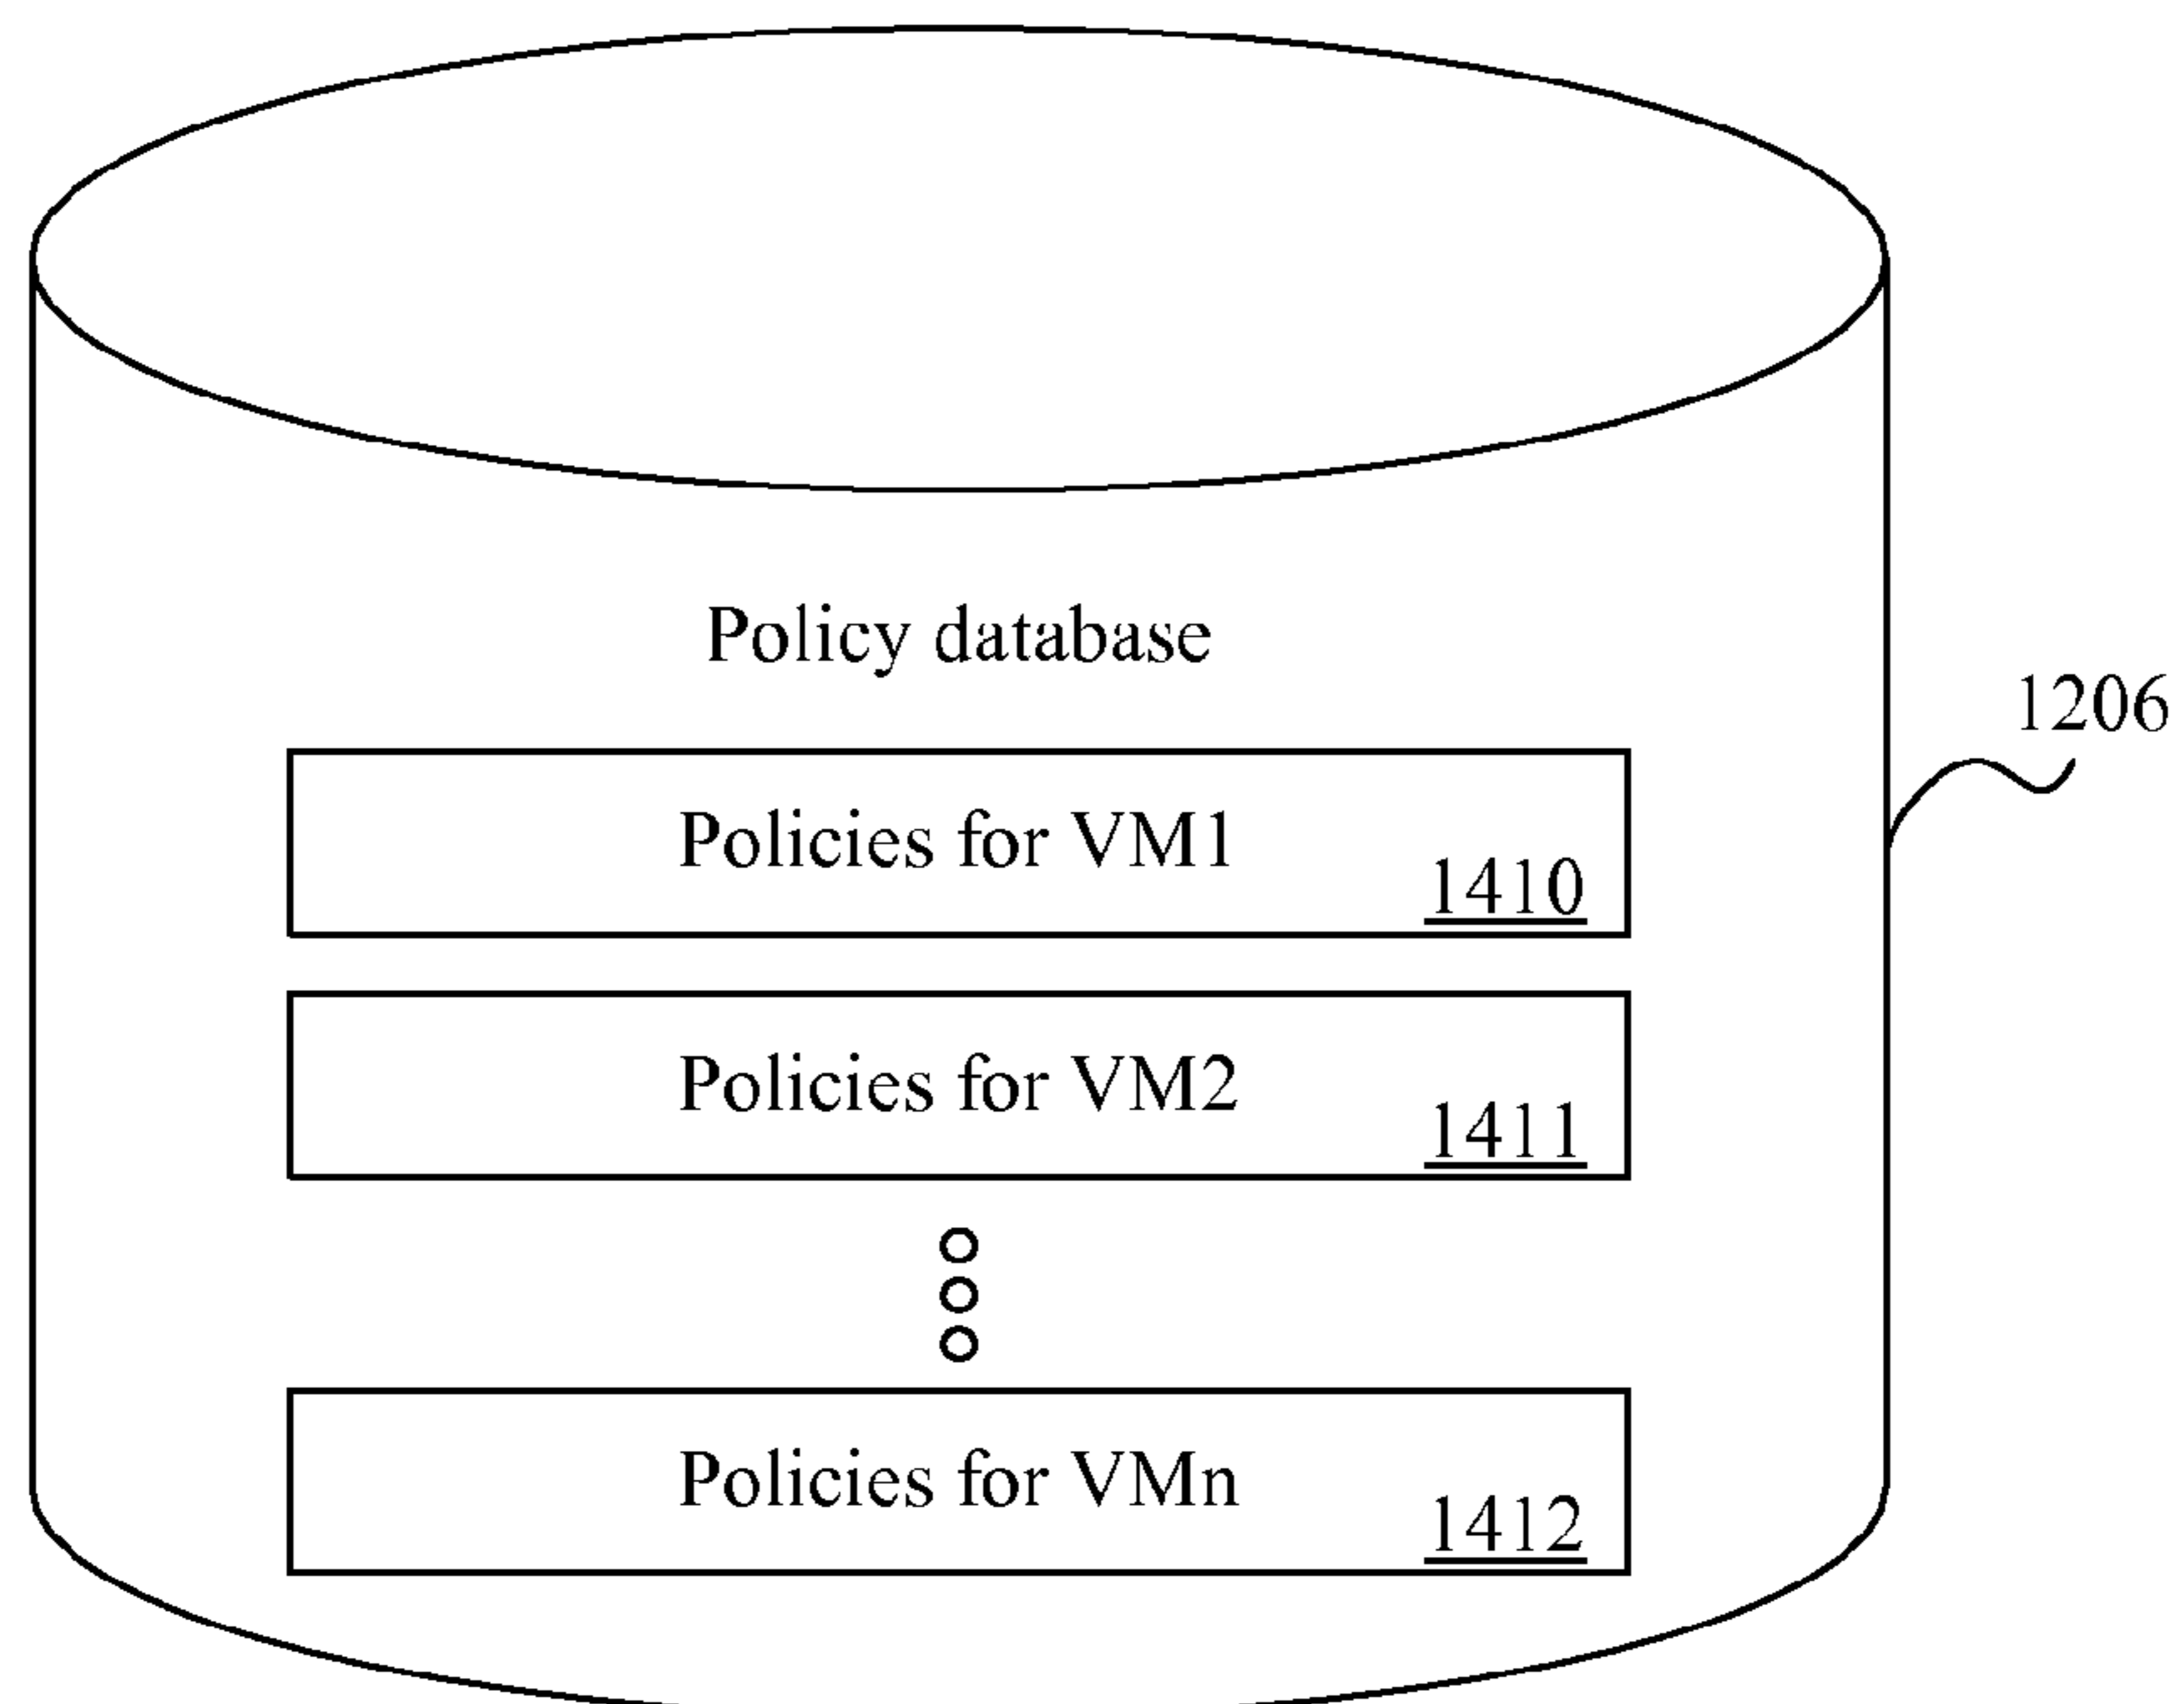 Policy database
1206
Policies for VM1
1410
Policies for VM2
1411
Policies for VMn
1412